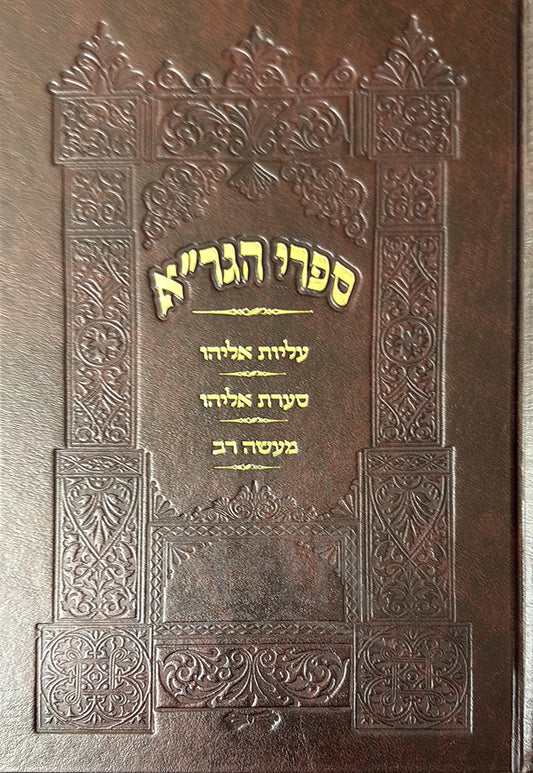 ספרי הגר"א
עליות אליהו
סערת אליהו
מעשה רב